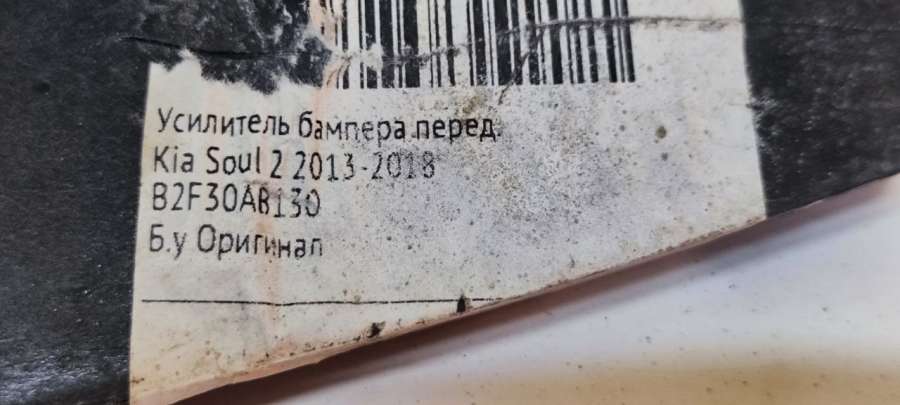 Усилитель бампера перед.
Kia Soul 2 2013-2018
B2F30AB130
Б.у Оригинал